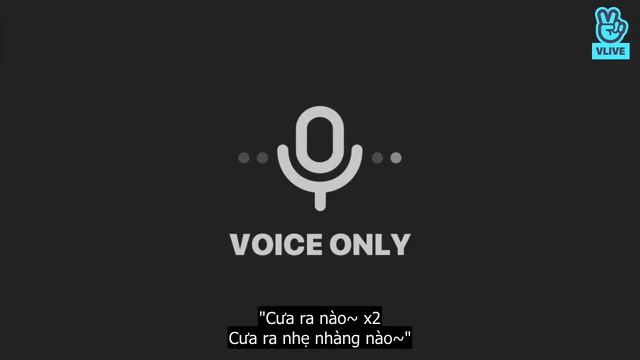 VLIVE
VOICE ONLY
"Cưa ra nào~ x2
Cưa ra nhẹ nhàng nào~"